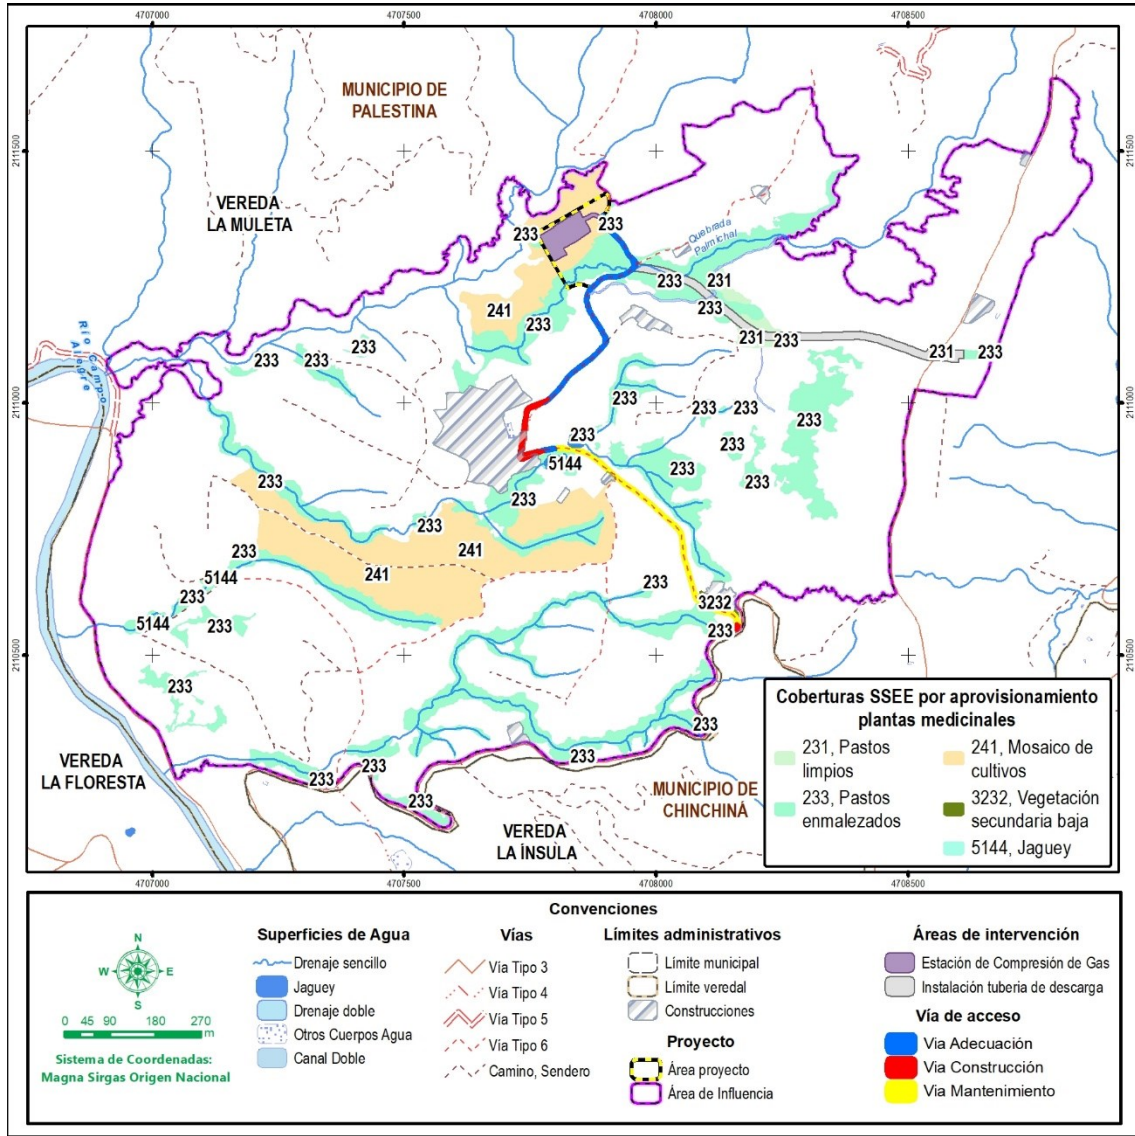 4707000
4707500
4708000
4708500
MUNICIPIO DE
PALESTINA
2111500
2111500
VEREDA
LA MULETA
233
233
Quebrada
Palmichal
233
231
241
233
233
231
233
231
233
Río Campo
Alegre
233
233
233
2111000
2111000
233
233
233
233
233
233
5144
233
233
233
233
233
241
233
241
5144
233
233
3232
5144
233
233
2110500
2110500
233
233
233
233
233
233
VEREDA
LA FLORESTA
MUNICIPIO DE
CHINCHINÁ
VEREDA
LA ÍNSULA
Coberturas SSEE por aprovisionamiento
plantas medicinales
231, Pastos
limpios
233, Pastos
enmalezados
241, Mosaico de
cultivos
3232, Vegetación
secundaria baja
5144, Jaguey
4707000
4707500
4708000
4708500
Convenciones
N
W
E
S
0 45 90 180 270
m
Sistema de Coordenadas:
Magna Sirgas Origen Nacional
Superficies de Agua
Drenaje sencillo
Jaguey
Drenaje doble
Otros Cuerpos Agua
Canal Doble
Vías
Vía Tipo 3
Vía Tipo 4
Vía Tipo 5
Vía Tipo 6
Camino, Sendero
Límites administrativos
Límite municipal
Límite veredal
Construcciones
Proyecto
Área proyecto
Área de Influencia
Áreas de intervención
Estación de Compresión de Gas
Instalación tuberia de descarga
Vía de acceso
Via Adecuación
Via Construcción
Via Mantenimiento